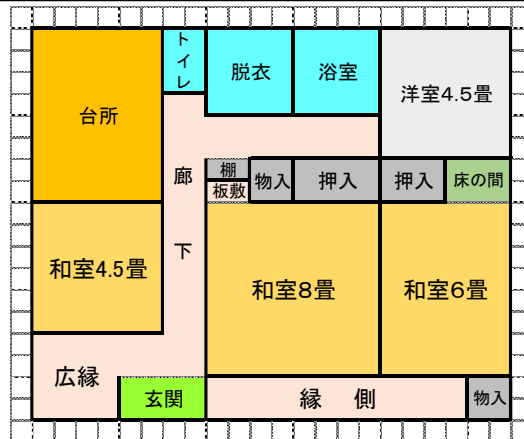 トイレ
脱衣
浴室
洋室4.5畳
台所
棚
板敷
物入
押入
押入
床の間
廊下
和室4.5畳
和室8畳
和室6畳
広縁
玄関
縁側
物入